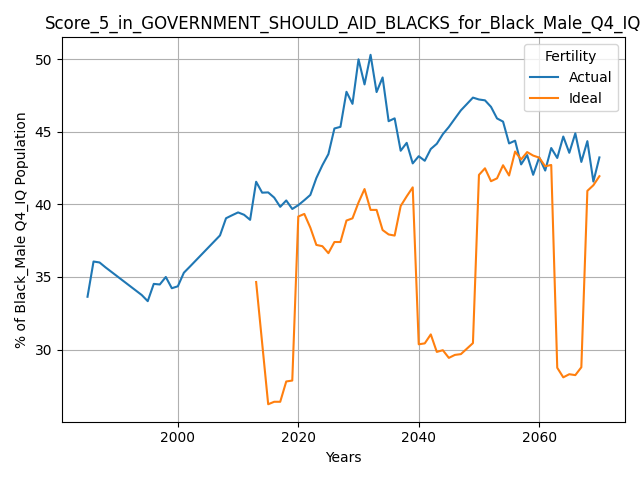 Score_5_in_GOVERNMENT_SHOULD_AID_BLACKS_for_Black_Male_Q4_IQ
Fertility
Actual
Ideal
% of Black_Male Q4_IQ Population
50
45
40
35
30
2000
2020
2040
2060
Years